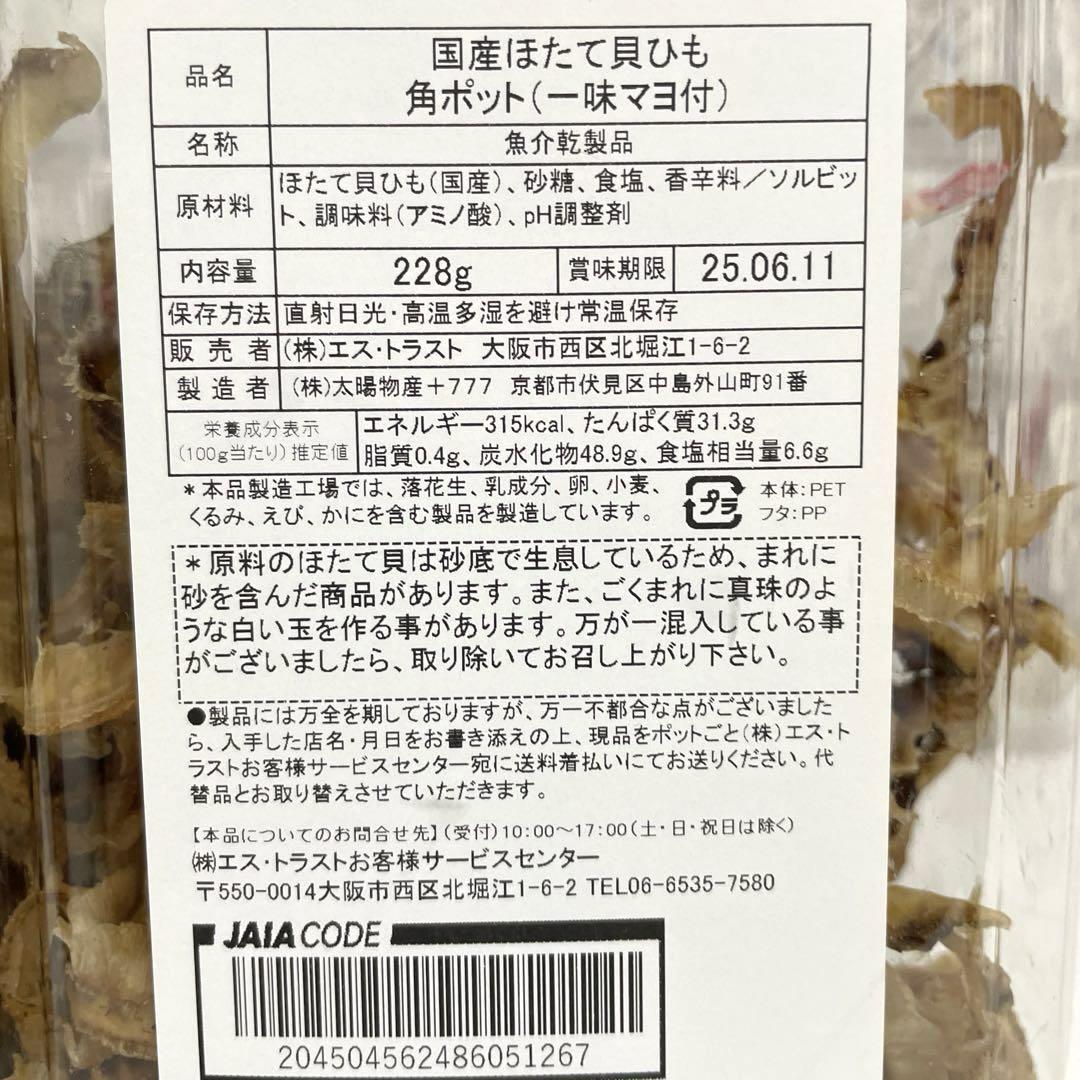 品名
国産ほたて貝ひも
角ポット(一味マヨ付)
名称
魚介乾製品
原材料
ほたて貝ひも(国産)、砂糖、食塩、香辛料/ソルビッ
ト、調味料(アミノ酸)、pH調整剤
内容量
228g
賞味期限
25.06.11
保存方法
直射日光・高温多湿を避け常温保存
販売者
(株)エス・トラスト 大阪市西区北堀江1-6-2
製造者
(株)太陽物産+777 京都市伏見区中島外山町91番
栄養成分表示
(100g当たり)推定値
エネルギー315kcal、たんぱく質31.3g
脂質0.4g、炭水化物48.9g、食塩相当量6.6g
*本品製造工場では、落花生、乳成分、卵、小麦、
くるみ、えび、かにを含む製品を製造しています。
プラ
本体:PET
フタ:PP
*原料のほたて貝は砂底で生息しているため、まれに
砂を含んだ商品があります。また、ごくまれに真珠のよ
うな白い玉を作る事があります。万が一混入している事
がございましたら、取り除いてお召し上がり下さい。
●製品には万全を期しておりますが、万一不都合な点がございました
ら、入手した店名・月日をお書き添えの上、現品をポットごと(株)エス・ト
ラストお客様サービスセンター宛に送料着払いにてお送りください。代
替品とお取り替えさせていただきます。
【本品についてのお問合せ先】(受付)10:00~17:00(土・日・祝日は除く)
㈱エス・トラストお客様サービスセンター
〒550-0014大阪市西区北堀江1-6-2 TEL06-6535-7580
JAIA CODE
204504562486051267